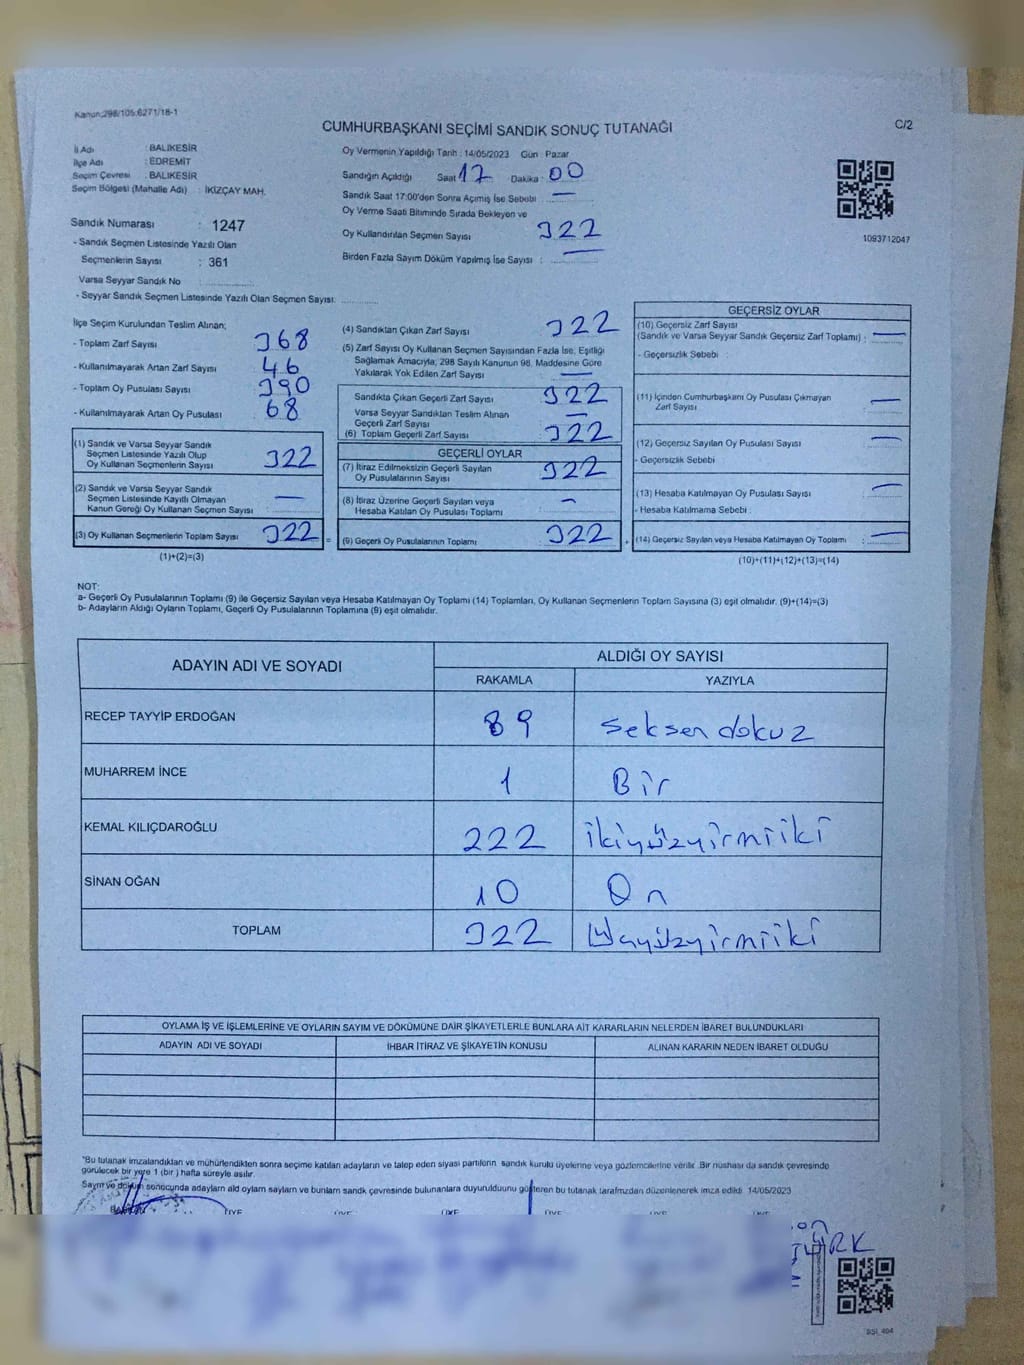 Kanun:298/105:6271/18-1
C/2
CUMHURBAŞKANI SEÇİMİ SANDIK SONUÇ TUTANAĞI
İl Adı : BALIKESİR
İlçe Adı : EDREMİT
Seçim Çevresi : BALIKESİR
Seçim Bölgesi (Mahalle Adı) : İKİZÇAY MAH.
Sandık Numarası : 1247
- Sandık Seçmen Listesinde Yazılı Olan
Seçmenlerin Sayısı : 361
Varsa Seyyar Sandık No :
- Seyyar Sandık Seçmen Listesinde Yazılı Olan Seçmen Sayısı:
Oy Vermenin Yapıldığı Tarih : 14/05/2023 Gün : Pazar
Sandığın Açıldığı Saat 17 Dakika : 00
Sandık Saat 17:00'den Sonra Açımış İse Sebebi : —
Oy Verme Saati Bitiminde Sırada Bekleyen ve
Oy Kullandırılan Seçmen Sayısı : 322
Birden Fazla Sayım Döküm Yapılmış İse Sayısı : —
1093712047
İlçe Seçim Kurulundan Teslim Alınan;
- Toplam Zarf Sayısı : 368
- Kullanılmayarak Artan Zarf Sayısı : 46
- Toplam Oy Pusulası Sayısı : 390
- Kullanılmayarak Artan Oy Pusulası : 68
(1) Sandık ve Varsa Seyyar Sandık
Seçmen Listesinde Yazılı Olup
Oy Kullanan Seçmenlerin Sayısı : 322
(2) Sandık ve Varsa Seyyar Sandık
Seçmen Listesinde Kayıtlı Olmayan
Kanun Gereği Oy Kullanan Seçmen Sayısı : —
(3) Oy Kullanan Seçmenlerin Toplam Sayısı : 322 =
(1)+(2)=(3)
(4) Sandıktan Çıkan Zarf Sayısı : 322
(5) Zarf Sayısı Oy Kullanan Seçmen Sayısından Fazla İse, Eşitliği
Sağlamak Amacıyla, 298 Sayılı Kanunun 98. Maddesine Göre
Yakılarak Yok Edilen Zarf Sayısı : —
Sandıkta Çıkan Geçerli Zarf Sayısı : 322
Varsa Seyyar Sandıktan Teslim Alınan
Geçerli Zarf Sayısı : —
(6) Toplam Geçerli Zarf Sayısı : 322
GEÇERLİ OYLAR
(7) İtiraz Edilmeksizin Geçerli Sayılan
Oy Pusulalarının Sayısı : 322
(8) İtiraz Üzerine Geçerli Sayılan veya
Hesaba Katılan Oy Pusulası Toplamı : —
(9) Geçerli Oy Pusulalarının Toplamı : 322 +
GEÇERSİZ OYLAR
(10) Geçersiz Zarf Sayısı
(Sandık ve Varsa Seyyar Sandık Geçersiz Zarf Toplamı) : —
- Geçersizlik Sebebi :
(11) İçinden Cumhurbaşkanı Oy Pusulası Çıkmayan
Zarf Sayısı : —
(12) Geçersiz Sayılan Oy Pusulası Sayısı : —
- Geçersizlik Sebebi
(13) Hesaba Katılmayan Oy Pusulası Sayısı : —
- Hesaba Katılmama Sebebi :
(14) Geçersiz Sayılan veya Hesaba Katılmayan Oy Toplamı : —
(10)+(11)+(12)+(13)=(14)
NOT:
a- Geçerli Oy Pusulalarının Toplamı (9) ile Geçersiz Sayılan veya Hesaba Katılmayan Oy Toplamı (14) Toplamları, Oy Kullanan Seçmenlerin Toplam Sayısına (3) eşit olmalıdır. (9)+(14)=(3)
b- Adayların Aldığı Oyların Toplamı, Geçerli Oy Pusulalarının Toplamına (9) eşit olmalıdır.
ADAYIN ADI VE SOYADI
ALDIĞI OY SAYISI
RAKAMLA YAZIYLA
RECEP TAYYİP ERDOĞAN 89 seksen dokuz
MUHARREM İNCE 1 Bir
KEMAL KILIÇDAROĞLU 222 ikiyüzyirmiiki
SİNAN OĞAN 10 On
TOPLAM 322
OYLAMA İŞ VE İŞLEMLERİNE VE OYLARIN SAYIM VE DÖKÜMÜNE DAİR ŞİKAYETLERLE BUNLARA AİT KARARLARIN NELERDEN İBARET BULUNDUKLARI
ADAYIN ADI VE SOYADI İHBAR İTİRAZ VE ŞİKAYETİN KONUSU ALINAN KARARIN NEDEN İBARET OLDUĞU
"Bu tutanak imzalandıktan ve mühürlendikten sonra seçime katılan adayların ve talep eden siyasi partilerin sandık kurulu üyelerine veya gözlemcilerine verilir. Bir nüshası da sandık çevresinde
görülecek bir yere 1 (bir ) hafta süreyle asılır.
Sayım ve döküm sonucunda adayların ald oyların sayların ve bunların sandık çevresinde bulunanlara duyurulduunu gösteren bu tutanak tarafmzdan düzenlenerek imza edildi 14/05/2023
ÜYE ÜYE ÜYE ÜYE ÜYE ÜYE